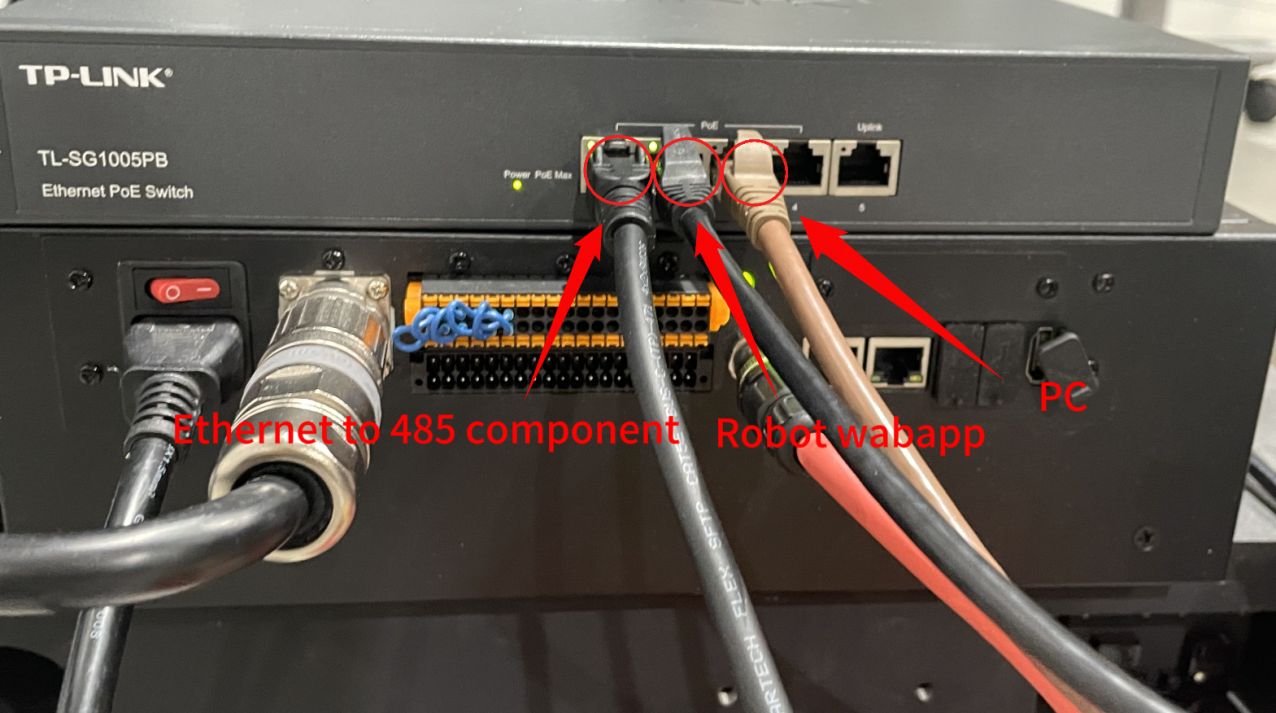 TP-LINK®
TL-SG1005PB
Ethernet PoE Switch
PoE
Uplink
Power PoE Max
4
5
Ethernet to 485 component
Robot wabapp
PC